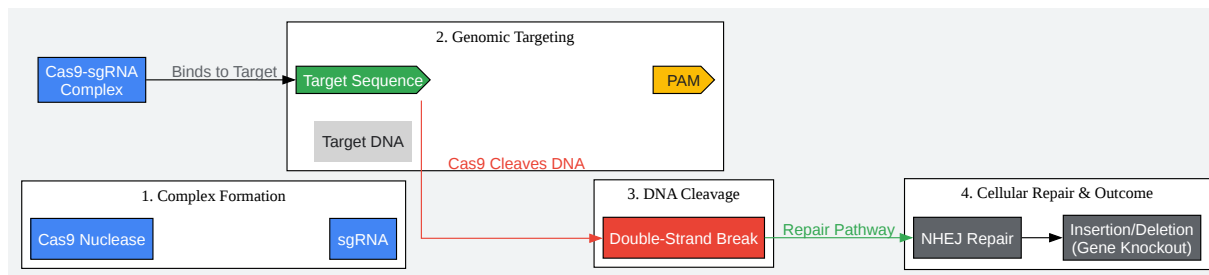 2. Genomic Targeting
Cas9-sgRNA
Complex
Binds to Target
Target Sequence
PAM
Target DNA
Cas9 Cleaves DNA
1. Complex Formation
Cas9 Nuclease
sgRNA
3. DNA Cleavage
Double-Strand Break
Repair Pathway
4. Cellular Repair & Outcome
NHEJ Repair
Insertion/Deletion
(Gene Knockout)